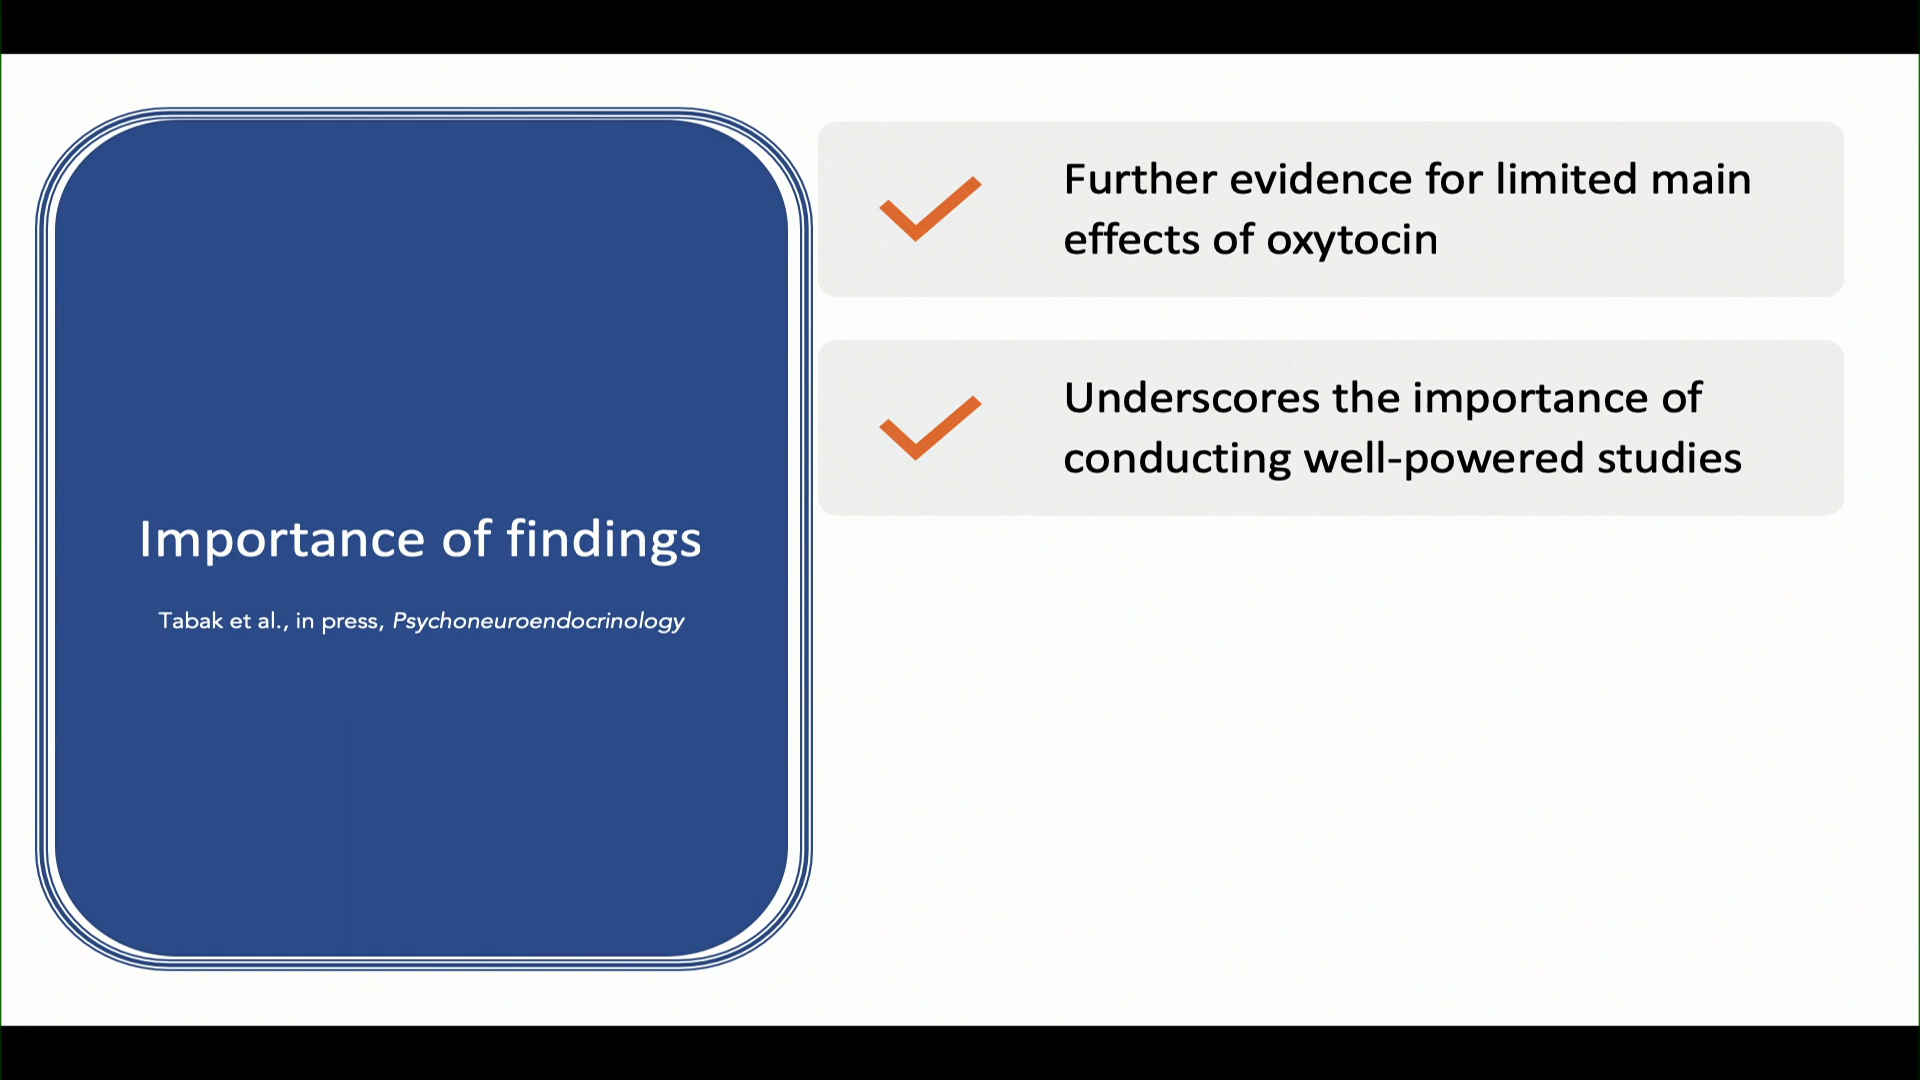 Importance of findings
Tabak et al., in press, Psychoneuroendocrinology
Further evidence for limited main
effects of oxytocin
Underscores the importance of
conducting well-powered studies